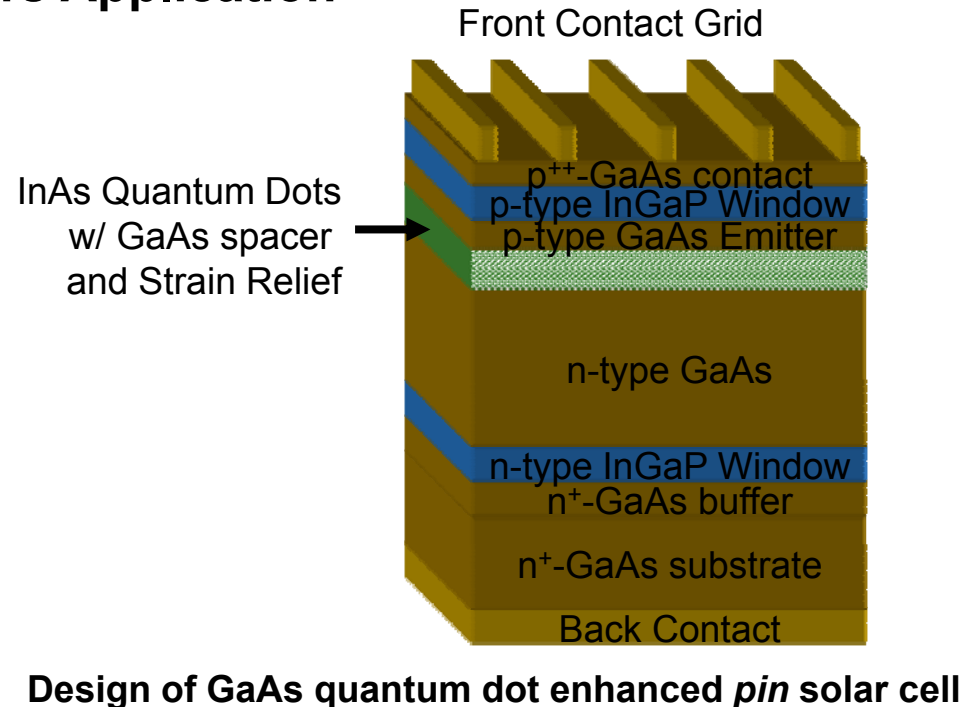 Application
Front Contact Grid
p++-GaAs contact
p-type InGaP Window
p-type GaAs Emitter
InAs Quantum Dots
w/ GaAs spacer
and Strain Relief
n-type GaAs
n-type InGaP Window
n+-GaAs buffer
n+-GaAs substrate
Back Contact
Design of GaAs quantum dot enhanced pin solar cell